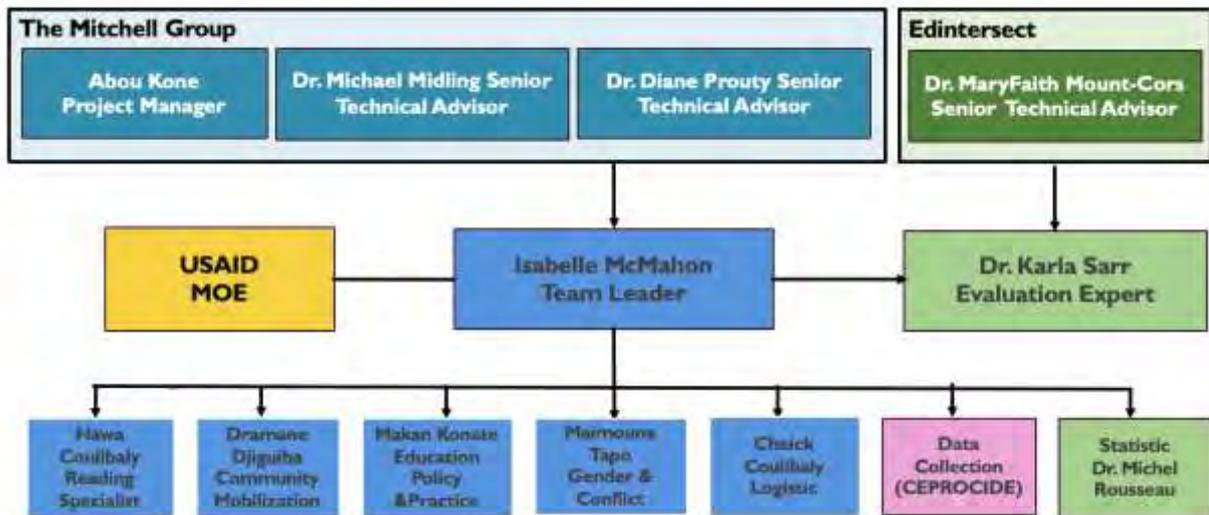 The Mitchell Group
Abou Kone
Project Manager
Dr. Michael Midling Senior
Technical Advisor
Dr. Diane Prouty Senior
Technical Advisor
Edintersect
Dr. MaryFaith Mount-Cors
Senior Technical Advisor
USAID
MOE
Isabelle McMahon
Team Leader
Dr. Karla Sarr
Evaluation Expert
Hawa
Coulibaly
Reading
Specialist
Dramane
Djiguiba
Community
Mobilization
Makan Konate
Education
Policy
&Practice
Maimouna
Tapo
Gender &
Conflict
Cheick
Coulibaly
Logistic
Data
Collection
(CEPROCIDE)
Statistic
Dr. Michel
Rousseau